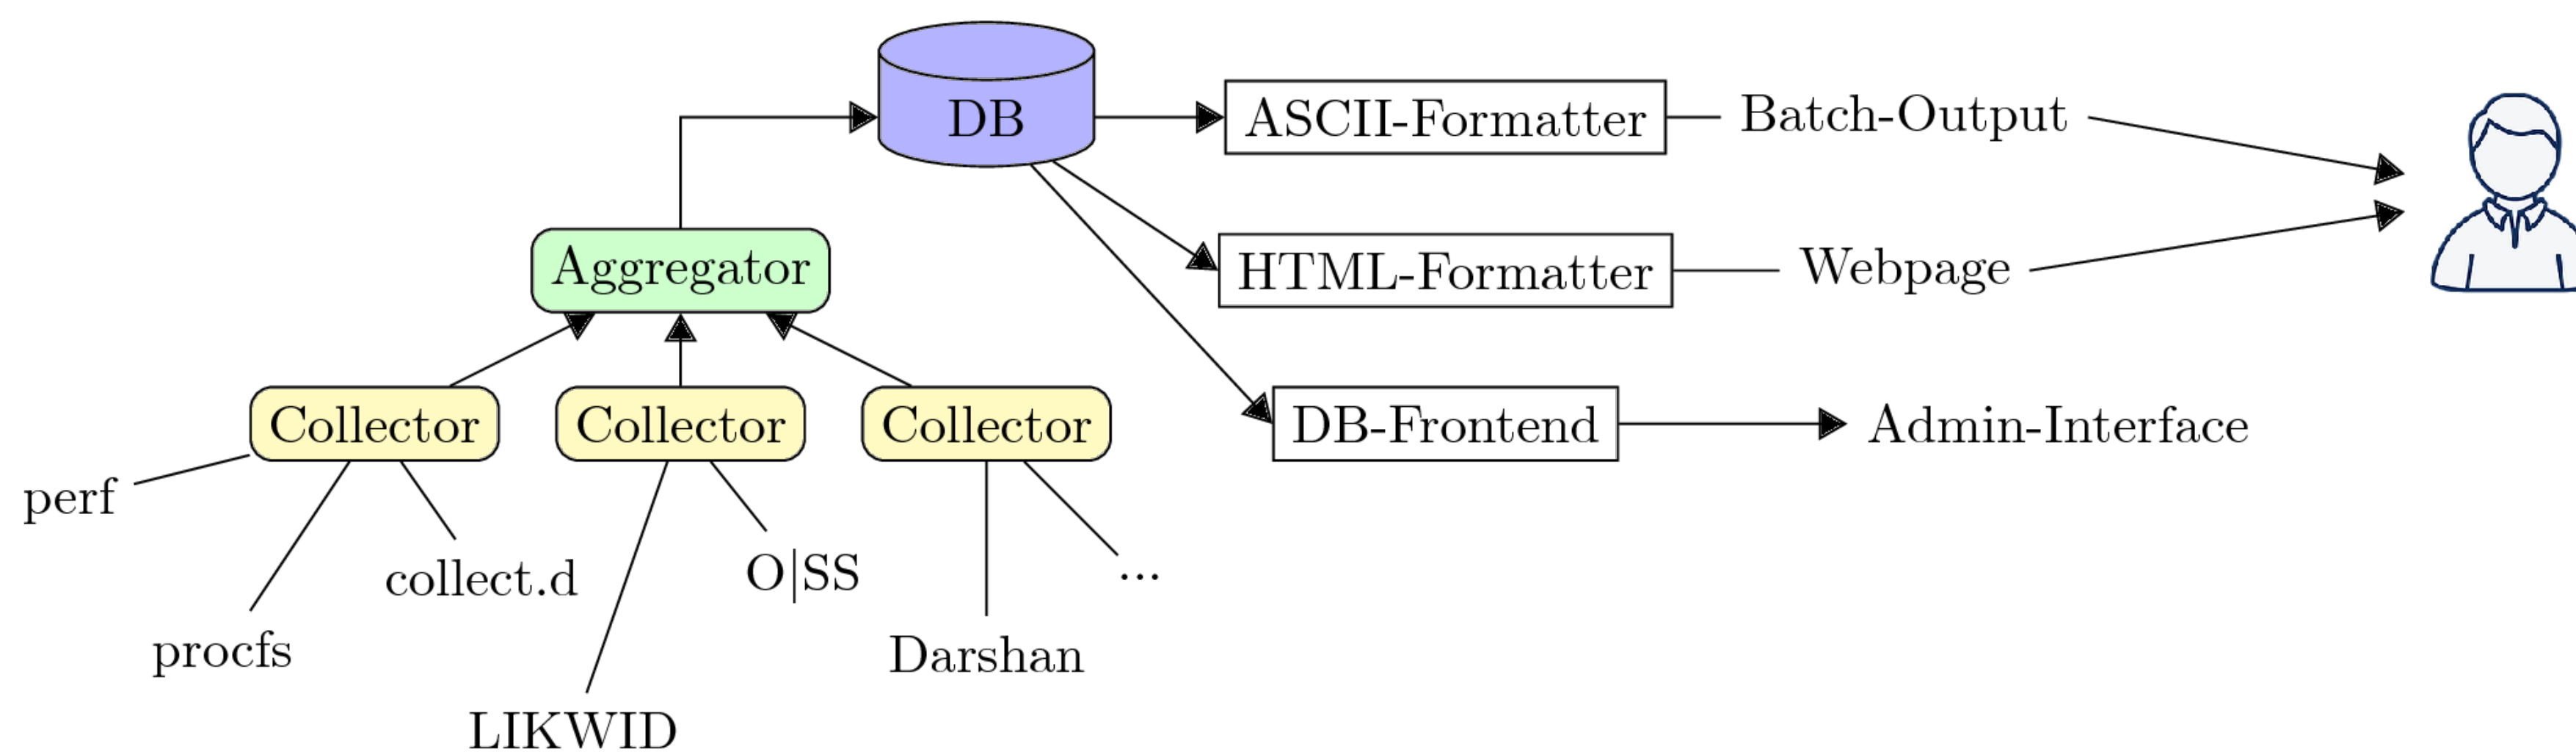 DB
ASCII-Formatter
Batch-Output
Aggregator
HTML-Formatter
Webpage
Collector
Collector
Collector
DB-Frontend
Admin-Interface
perf
procfs
collect.d
LIKWID
O|SS
Darshan
...